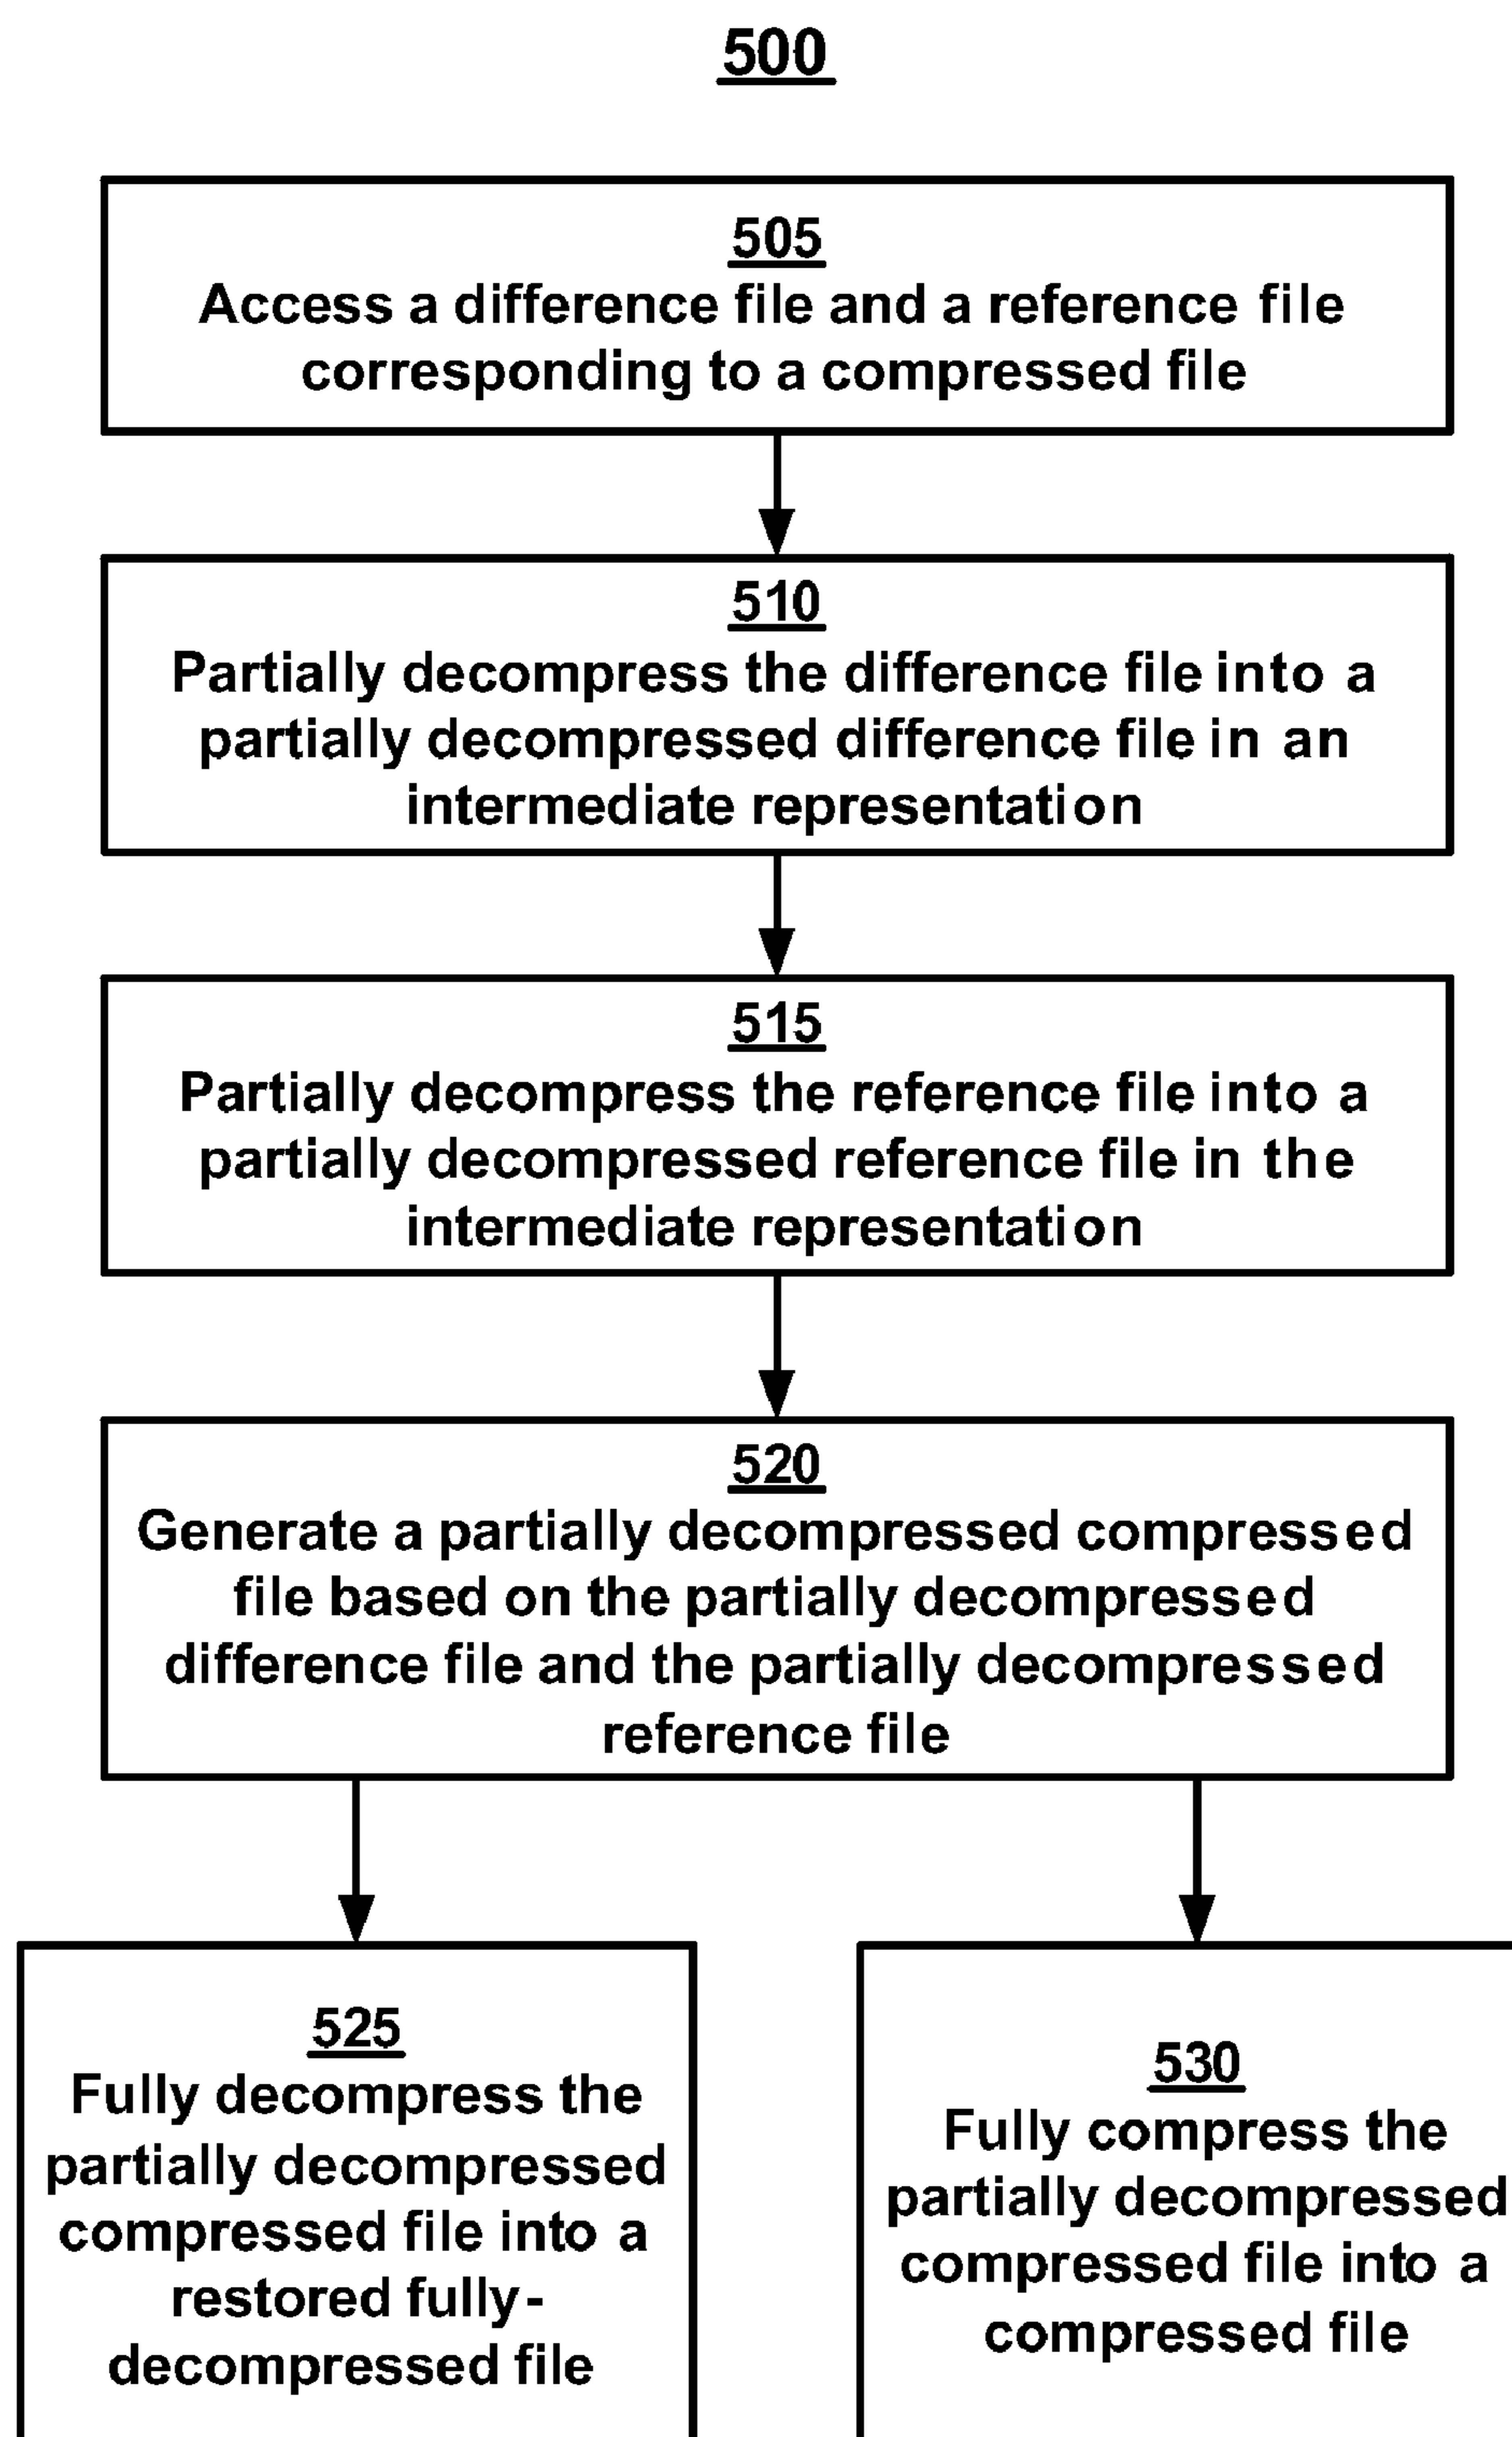 500
505
Access a difference file and a reference file
corresponding to a compressed file
510
Partially decompress the difference file into a
partially decompressed difference file in an
intermediate representation
515
Partially decompress the reference file into a
partially decompressed reference file in the
intermediate representation
520
Generate a partially decompressed compressed
file based on the partially decompressed
difference file and the partially decompressed
reference file
525
Fully decompress the
partially decompressed
compressed file into a
restored fully-
decompressed file
530
Fully compress the
partially decompressed
compressed file into a
compressed file